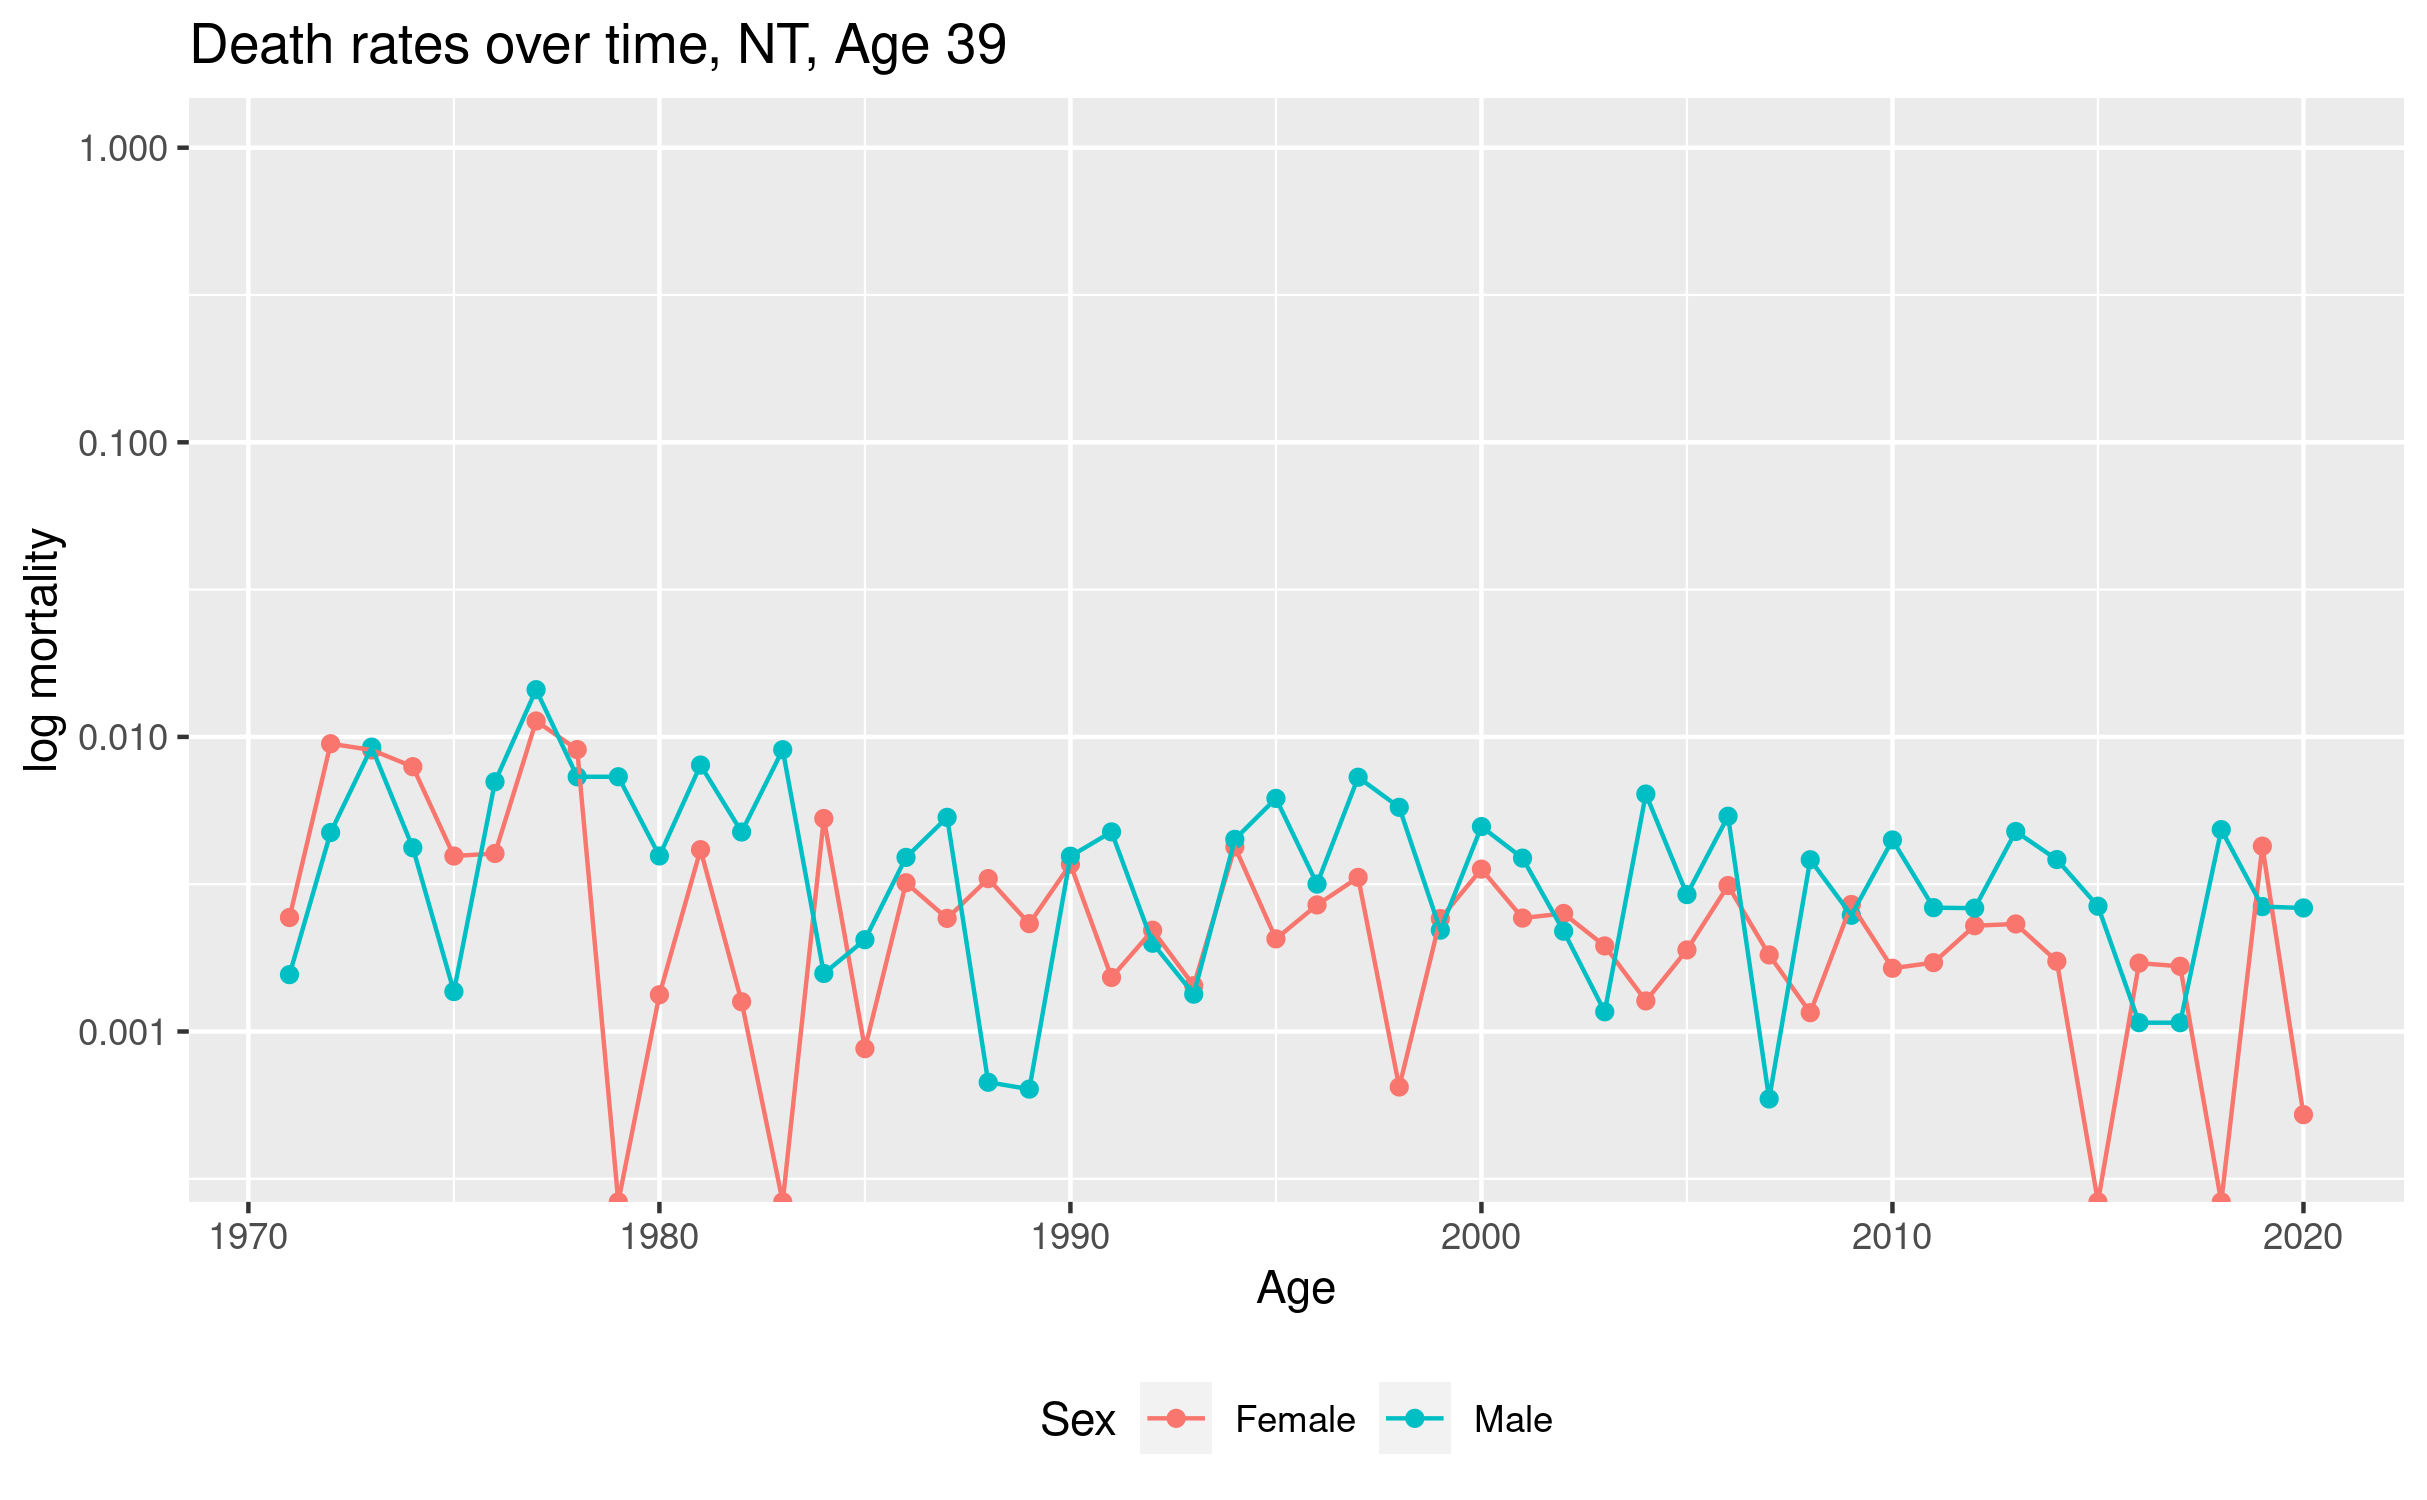 Death rates over time, NT, Age 39
1.000
0.100
0.010
0.001
log mortality
1970 1980 1990 2000 2010 2020
Age
Sex Female Male